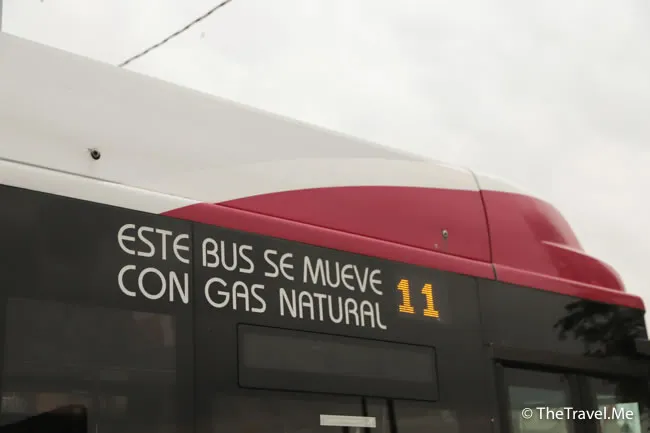 ESTE BUS SE MUEVE
CON GAS NATURAL
11
© TheTravel.Me